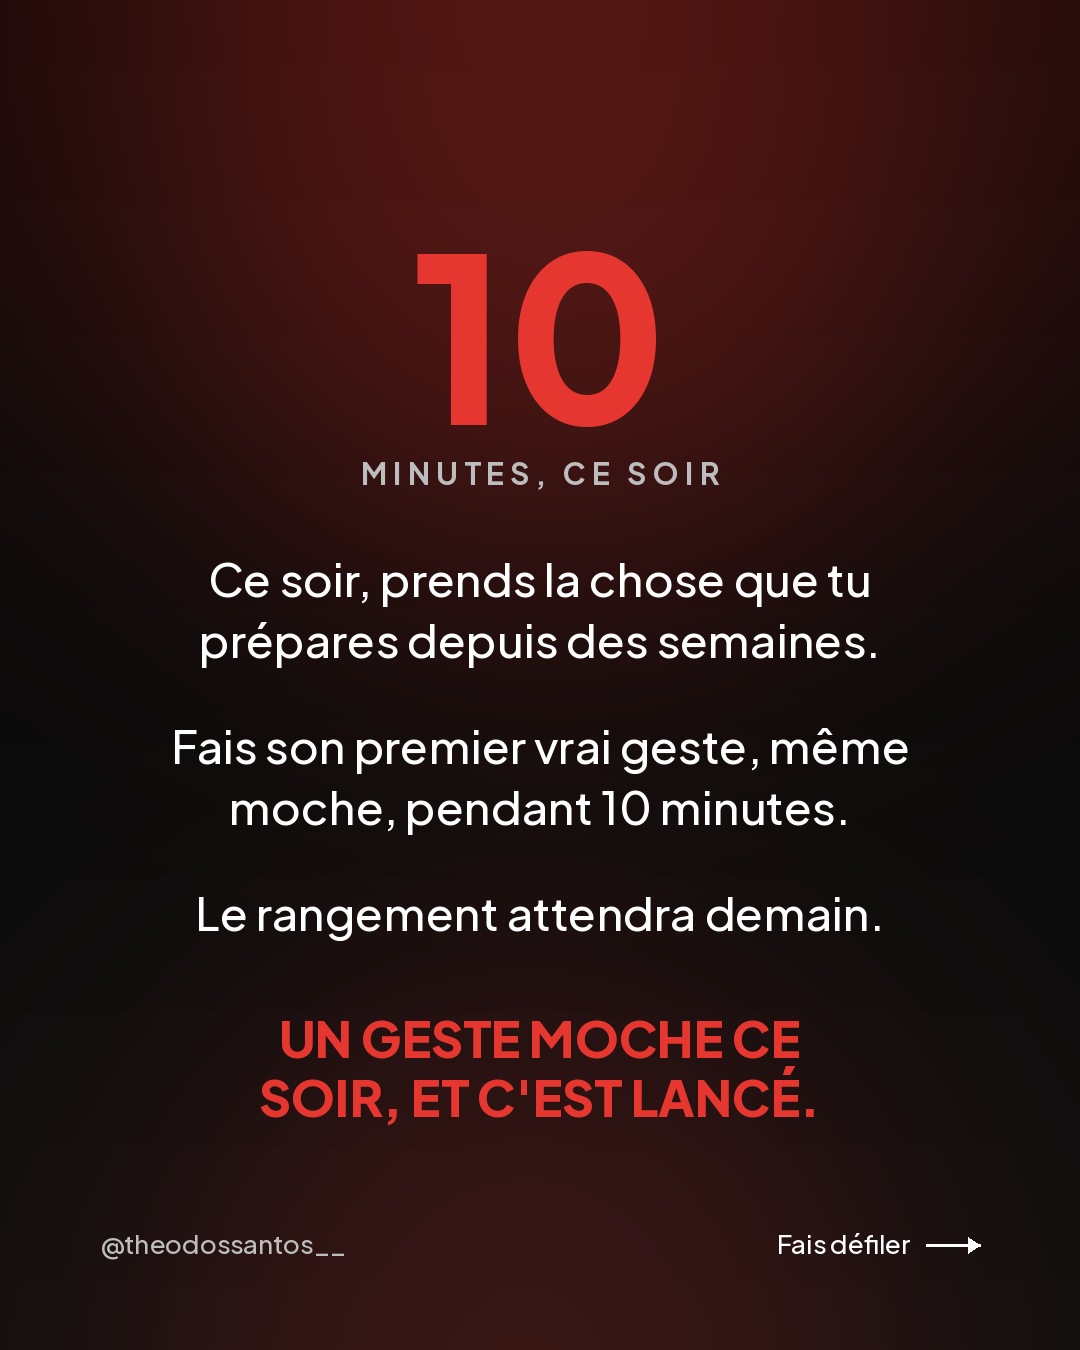 10
MINUTES, CE SOIR
Ce soir, prends la chose que tu
prépares depuis des semaines.
Fais son premier vrai geste, même
moche, pendant 10 minutes.
Le rangement attendra demain.
UN GESTE MOCHE CE
SOIR, ET C'EST LANCÉ.
@theodossantos__
Fais défiler